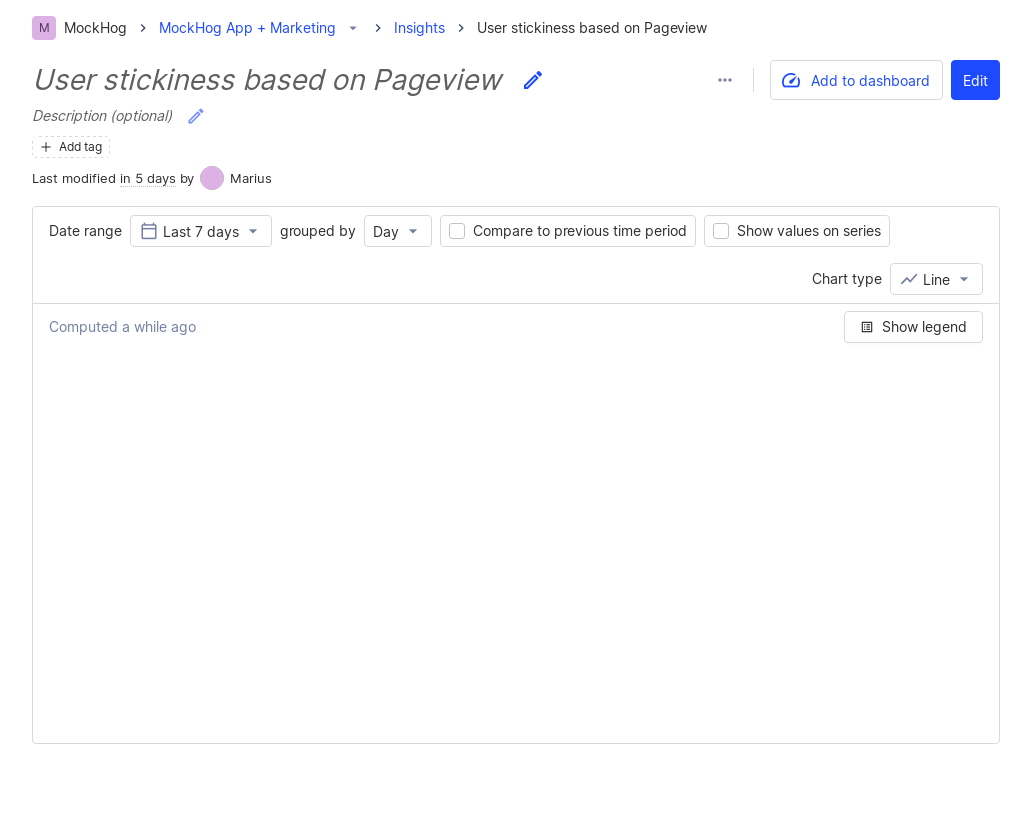 M MockHog MockHog App + Marketing Insights User stickiness based on Pageview
User stickiness based on Pageview
Add to dashboard Edit
Description (optional)
Add tag
Last modified in 5 days by Marius
Date range Last 7 days grouped by Day Compare to previous time period Show values on series
Chart type Line
Computed a while ago Show legend